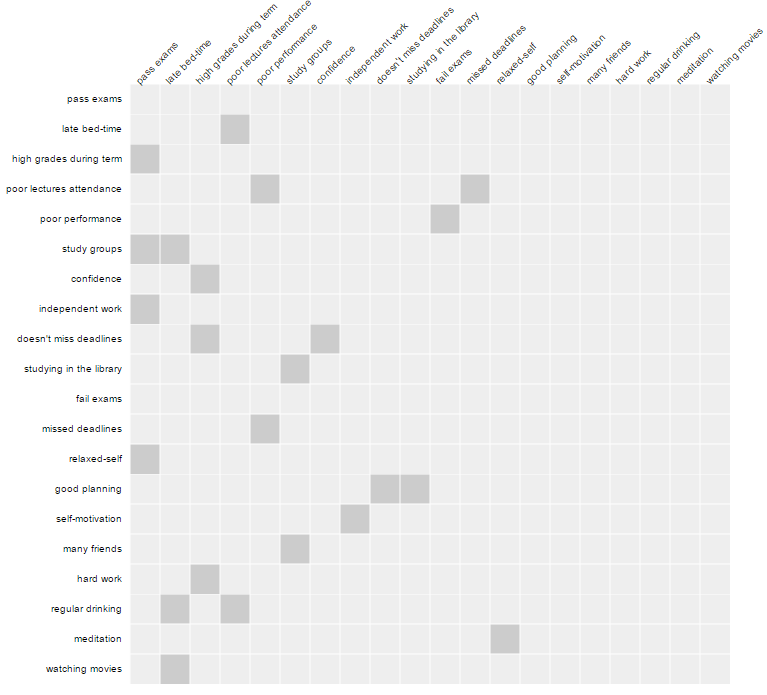 pass exams
late bed-time
high grades during term
poor lectures attendance
poor performance
study groups
confidence
independent work
doesn't miss deadlines
studying in the library
fail exams
missed deadlines
relaxed-self
good planning
self-motivation
many friends
hard work
regular drinking
meditation
watching movies
pass exams
late bed-time
high grades during term
poor lectures attendance
poor performance
study groups
confidence
independent work
doesn't miss deadlines
studying in the library
fail exams
missed deadlines
relaxed-self
good planning
self-motivation
many friends
hard work
regular drinking
meditation
watching movies